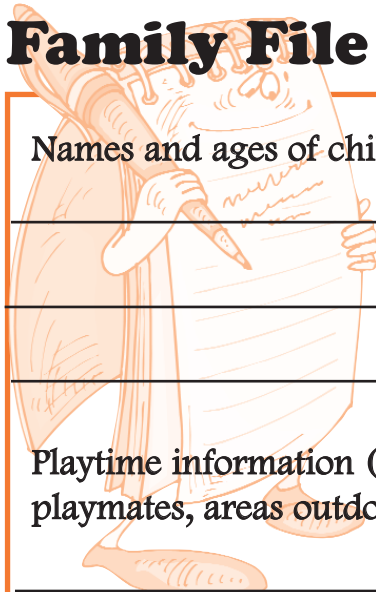 Family File
Names and ages of chi
Playtime information (
playmates, areas outdo